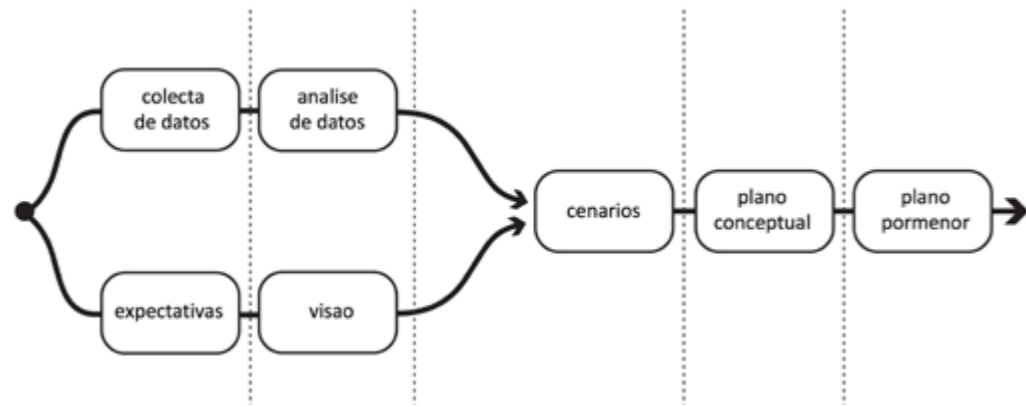 colecta
de datos
analise
de datos
cenarios
plano
conceptual
plano
pormenor
expectativas
visao